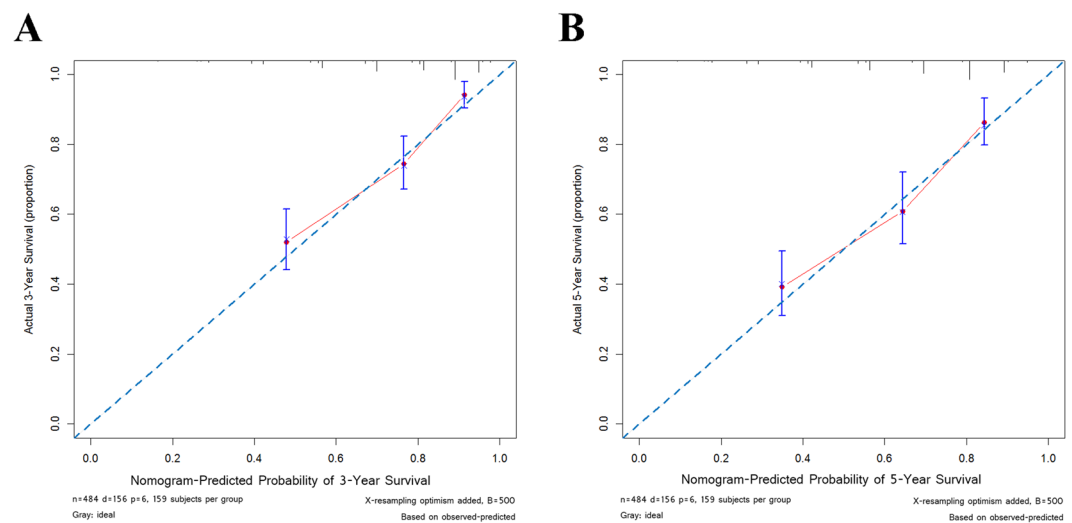 A
B
Actual 3-Year Survival (proportion)
1.0
0.8
0.6
0.4
0.2
0.0
0.0 0.2 0.4 0.6 0.8 1.0
Nomogram-Predicted Probability of 3-Year Survival
n=484 d=156 p=6, 159 subjects per group
Gray: ideal
X-resampling optimism added, B=500
Based on observed-predicted
Actual 5-Year Survival (proportion)
1.0
0.8
0.6
0.4
0.2
0.0
0.0 0.2 0.4 0.6 0.8 1.0
Nomogram-Predicted Probability of 5-Year Survival
n=484 d=156 p=6, 159 subjects per group
Gray: ideal
X-resampling optimism added, B=500
Based on observed-predicted